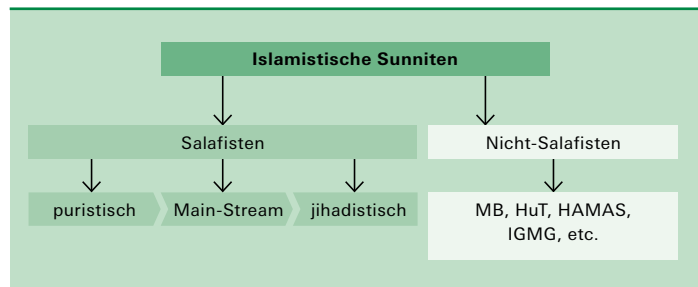 Islamistische Sunniten
Salafisten
Nicht-Salafisten
puristisch
Main-Stream
jihadistisch
MB, HuT, HAMAS,
IGMG, etc.